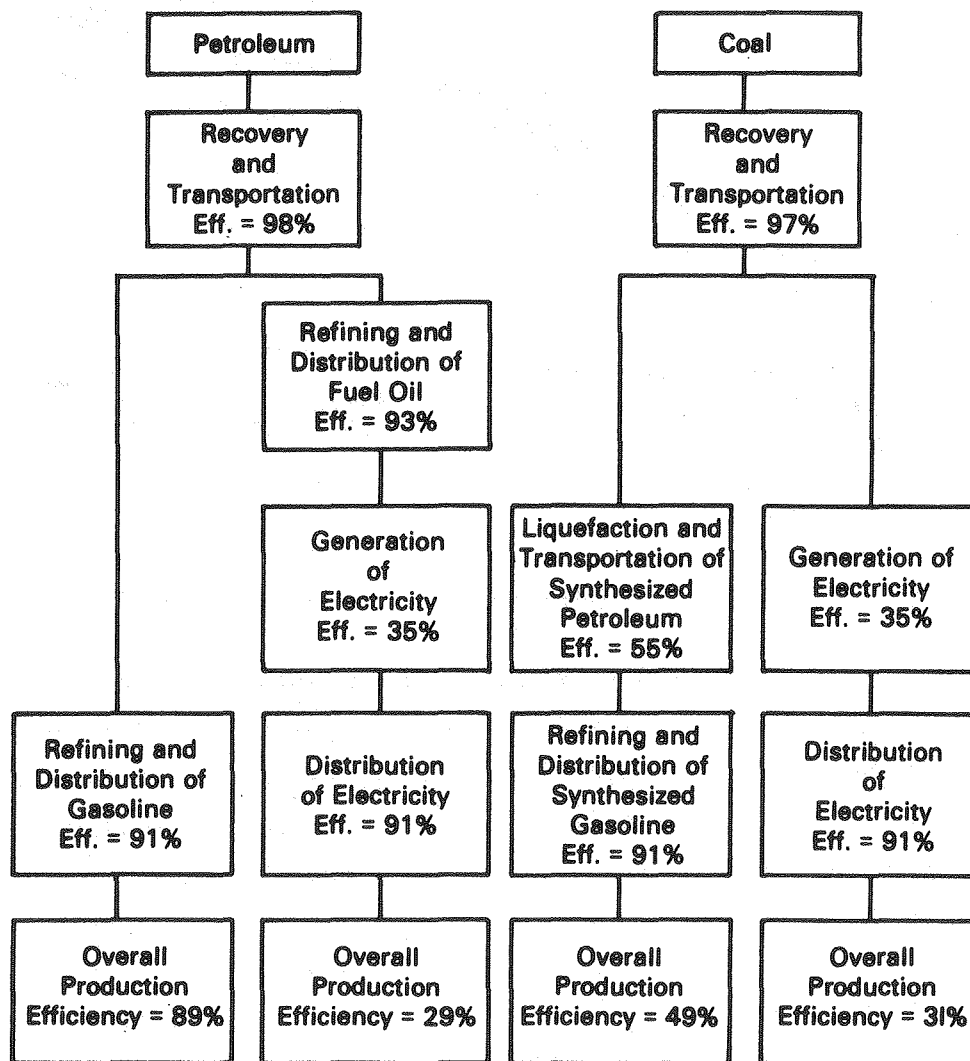 Petroleum
Coal
Recovery
and
Transportation
Eff. = 98%
Recovery
and
Transportation
Eff. = 97%
Refining and
Distribution of
Fuel Oil
Eff. = 93%
Generation
of
Electricity
Eff. = 35%
Liquefaction and
Transportation of
Synthesized
Petroleum
Eff. = 55%
Generation of
Electricity
Eff. = 35%
Refining and
Distribution of
Gasoline
Eff. = 91%
Distribution
of Electricity
Eff. = 91%
Refining and
Distribution of
Synthesized
Gasoline
Eff. = 91%
Distribution
of
Electricity
Eff. = 91%
Overall
Production
Efficiency = 89%
Overall
Production
Efficiency = 29%
Overall
Production
Efficiency = 49%
Overall
Production
Efficiency = 31%